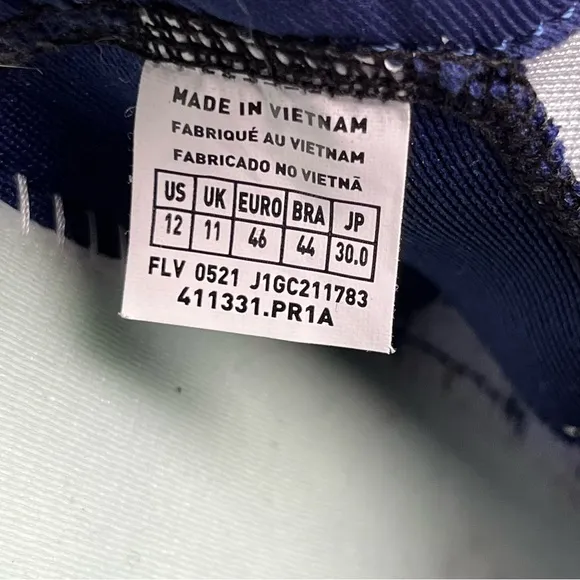 MADE IN VIETNAM
FABRIQUÉ AU VIETNAM
FABRICADO NO VIETNÃ
US UK EURO BRA JP
12 11 46 44 30.0
FLV 0521 J1GC211783
411331.PR1A